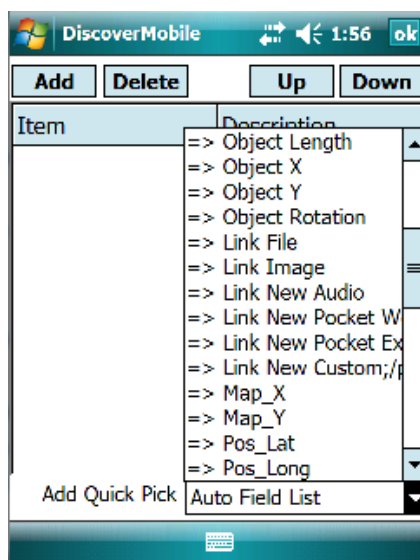 DiscoverMobile 1:56 ok
Add Delete Up Down
Item Description
=> Object Length
=> Object X
=> Object Y
=> Object Rotation
=> Link File
=> Link Image
=> Link New Audio
=> Link New Pocket W
=> Link New Pocket Ex
=> Link New Custom;/p
=> Map_X
=> Map_Y
=> Pos_Lat
=> Pos_Long
Add Quick Pick Auto Field List